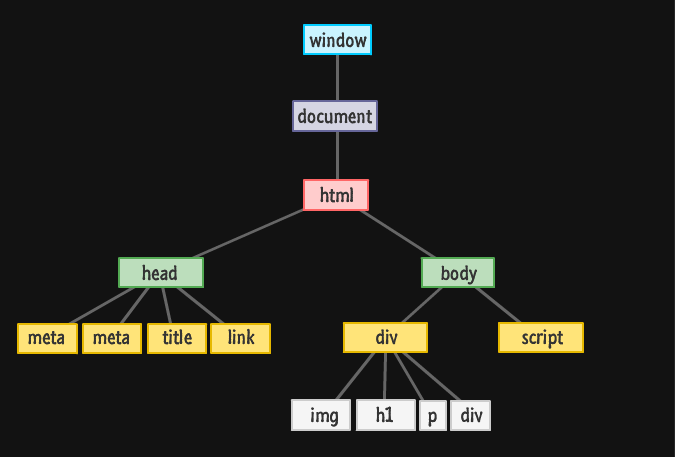 window
document
html
head
body
meta
meta
title
link
div
script
img
h1
p
div